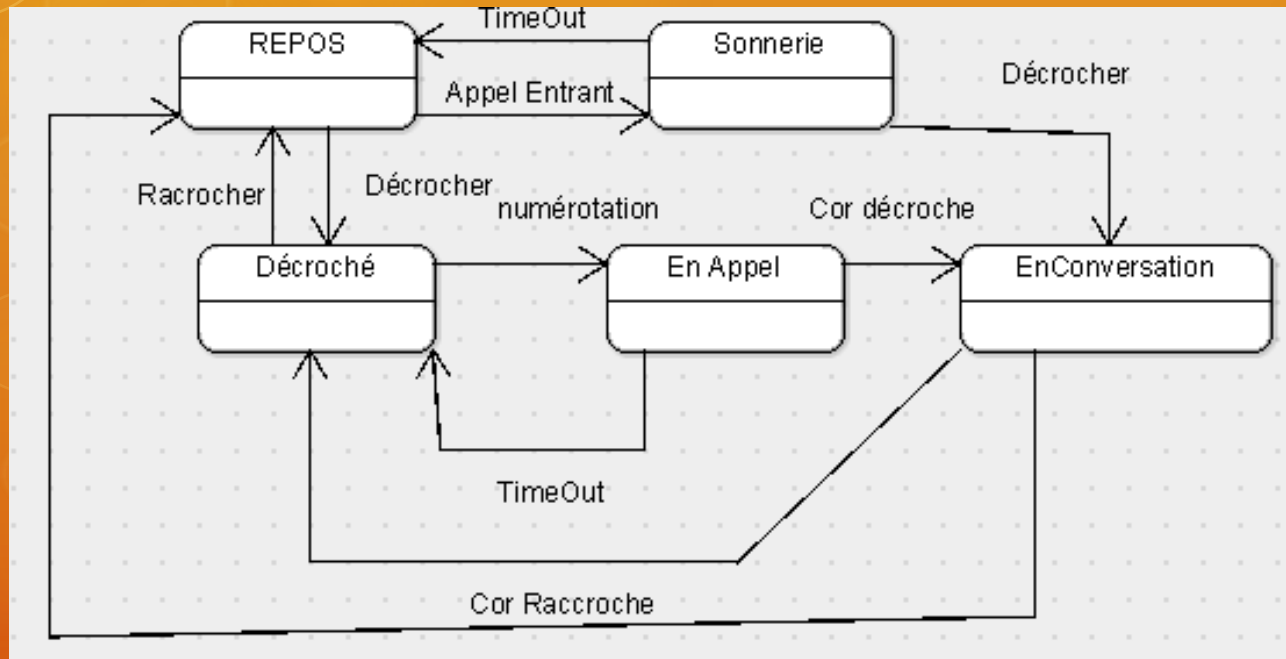 TimeOut
REPOS
Sonnerie
Décrocher
Appel Entrant
Racrocher
Décrocher
numérotation
Cor décroche
Décroché
En Appel
EnConversation
TimeOut
Cor Raccroche